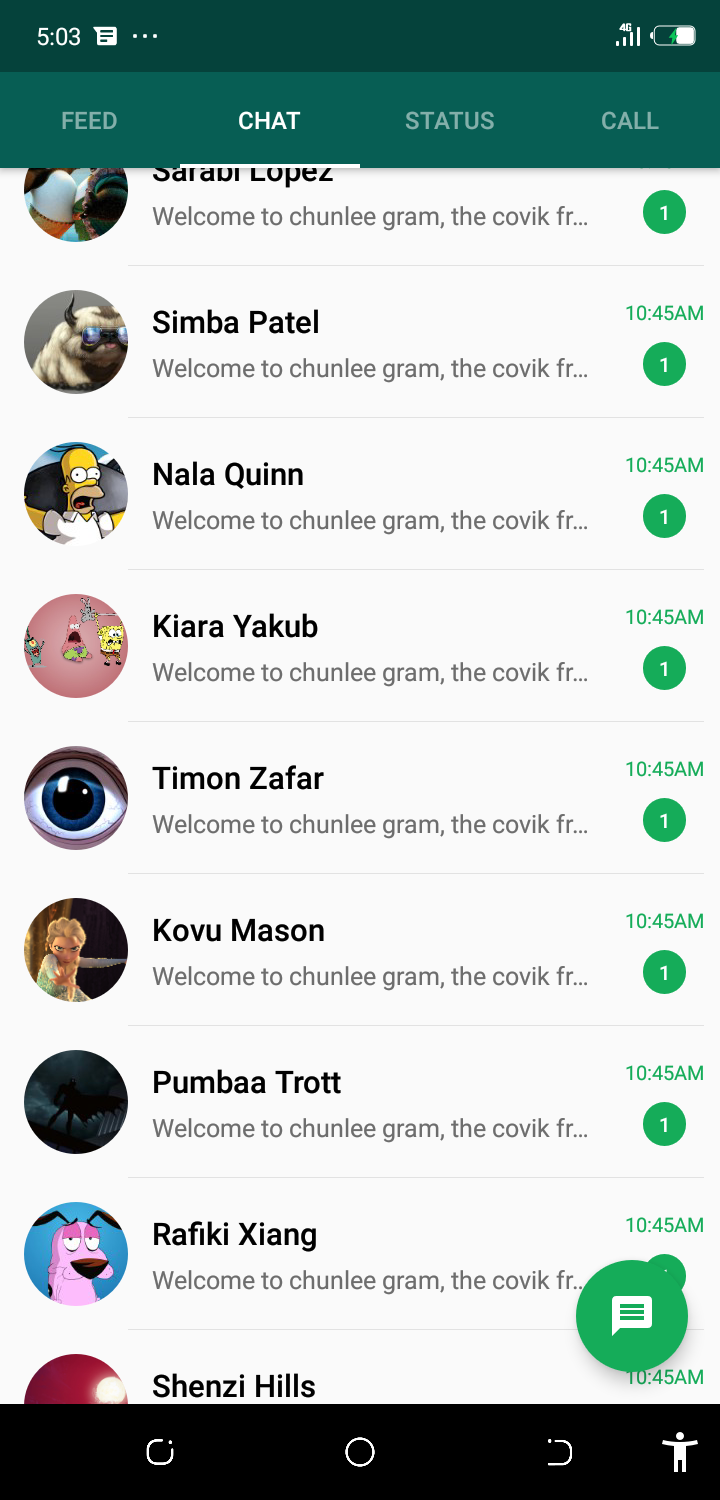 5:03
4G
FEED CHAT STATUS CALL
Sarabi Lopez
Welcome to chunlee gram, the covik fr...
1
Simba Patel
10:45AM
Welcome to chunlee gram, the covik fr...
1
Nala Quinn
10:45AM
Welcome to chunlee gram, the covik fr...
1
Kiara Yakub
10:45AM
Welcome to chunlee gram, the covik fr...
1
Timon Zafar
10:45AM
Welcome to chunlee gram, the covik fr...
1
Kovu Mason
10:45AM
Welcome to chunlee gram, the covik fr...
1
Pumbaa Trott
10:45AM
Welcome to chunlee gram, the covik fr...
1
Rafiki Xiang
10:45AM
Welcome to chunlee gram, the covik fr...
Shenzi Hills
10:45AM